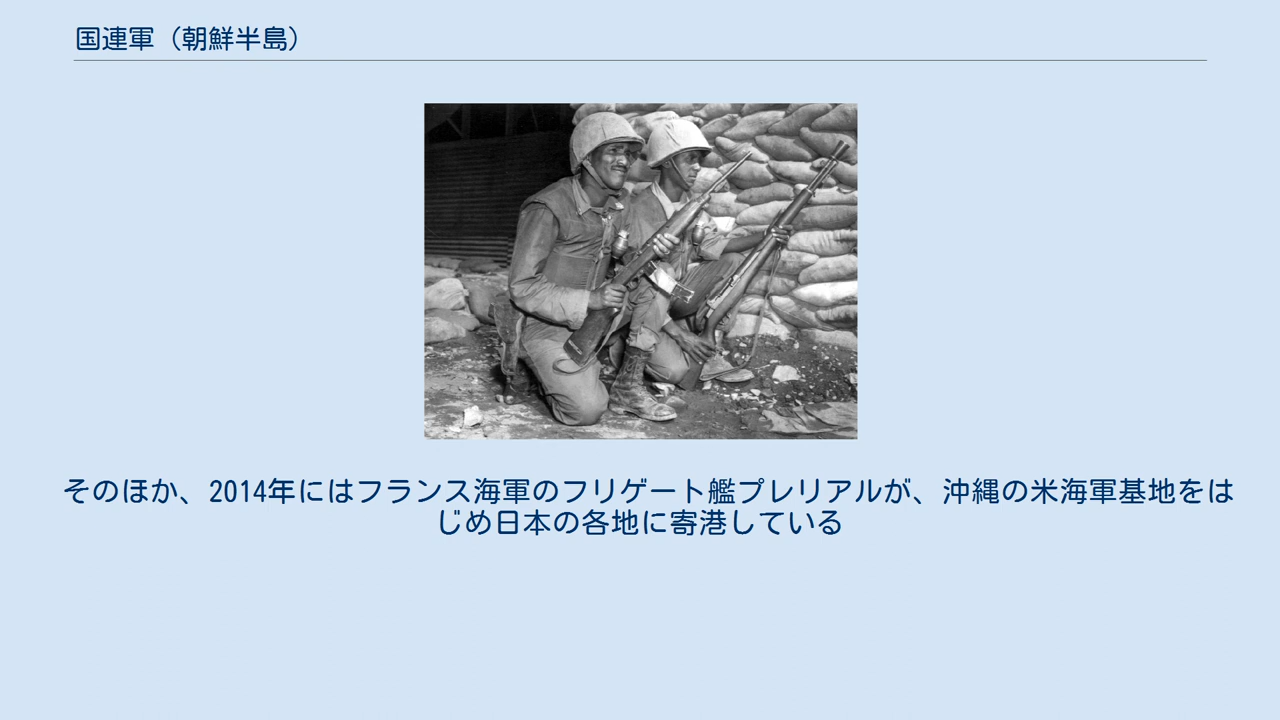 国連軍（朝鮮半島）
そのほか、2014年にはフランス海軍のフリゲート艦プレリアルが、沖縄の米海軍基地をは
じめ日本の各地に寄港している